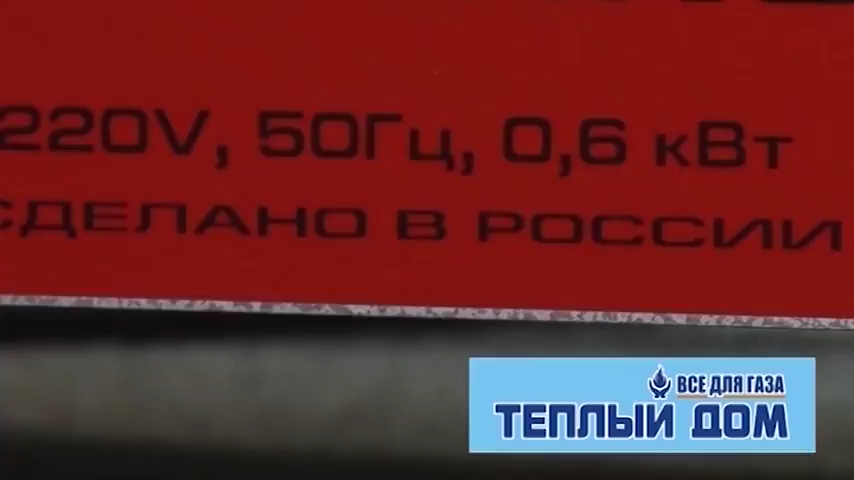 220V, 50Гц, 0,6 кВт
СДЕЛАНО В РОССИИ
ВСЕ ДЛЯ ГАЗА
ТЕПЛЫЙ ДОМ